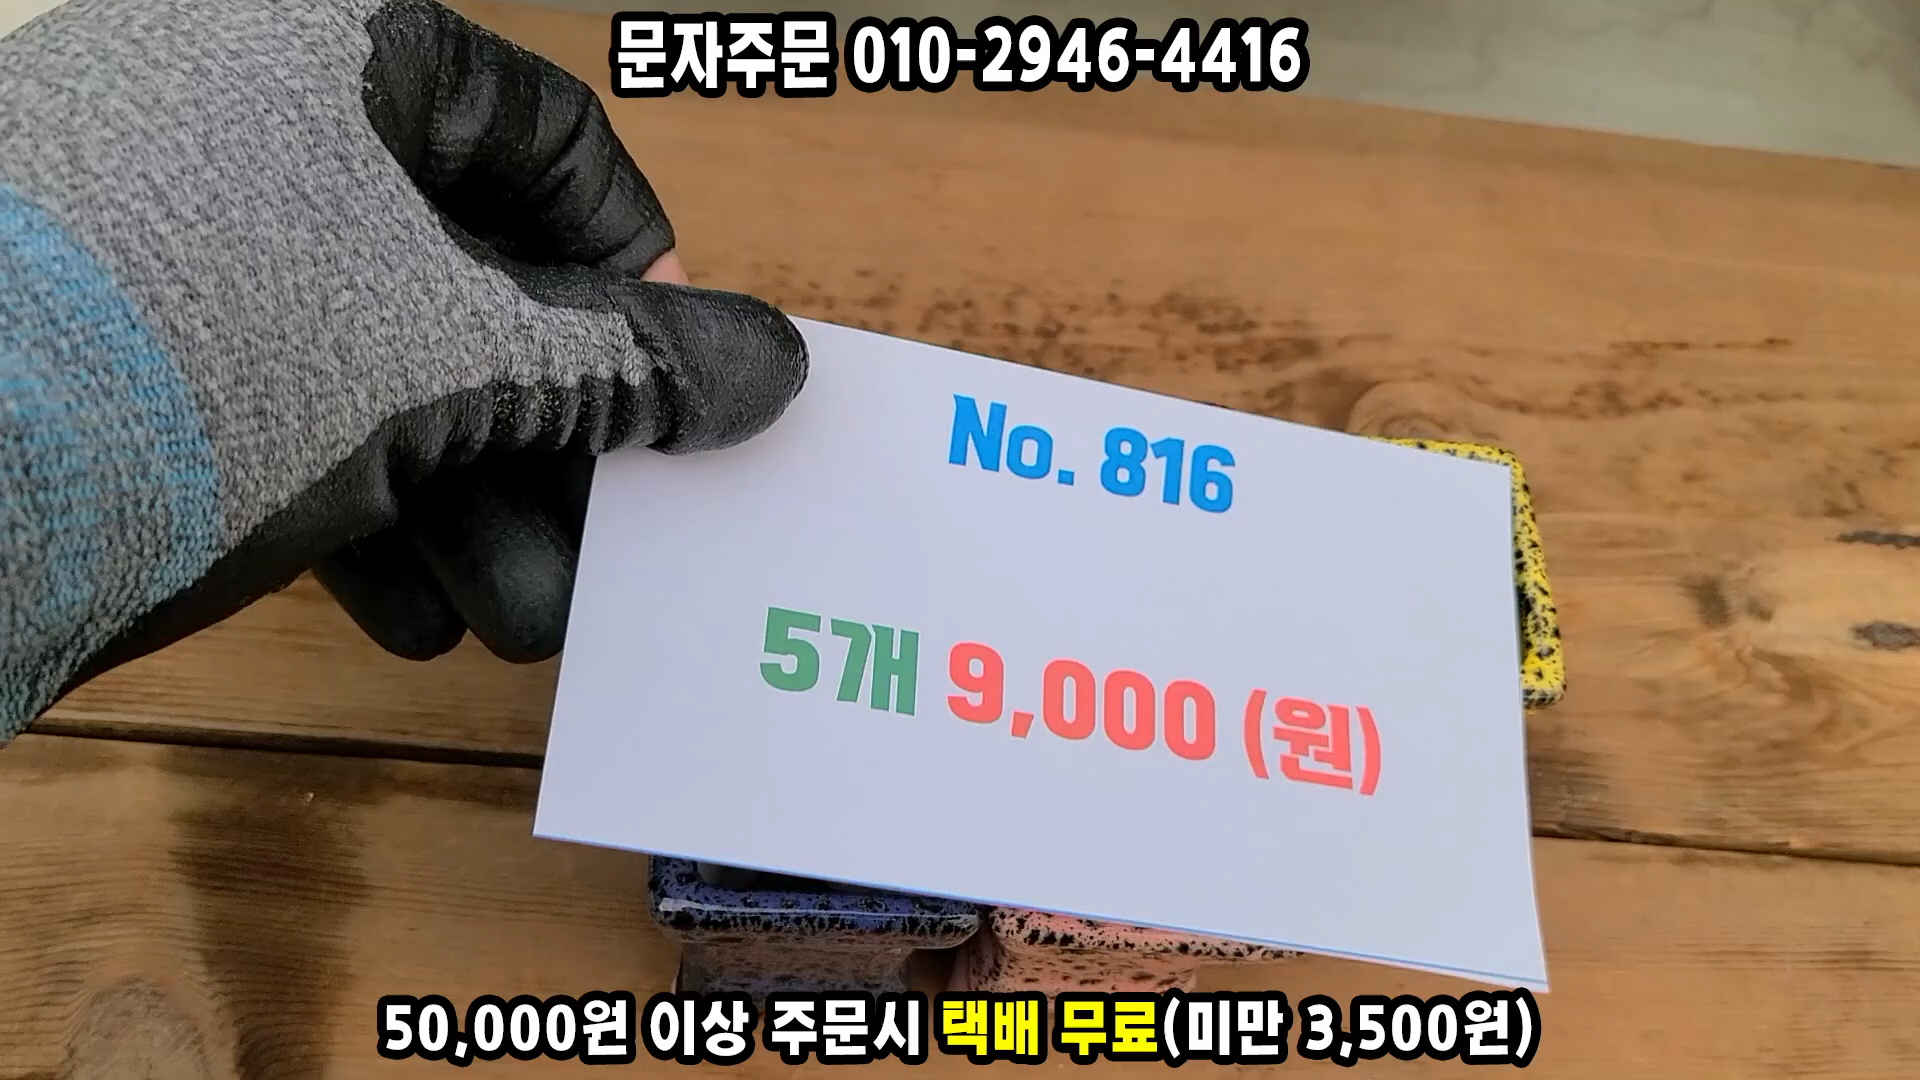 문자주문 010-2946-4416
No. 816
5개 9,000 (원)
50,000원 이상 주문시 택배 무료(미만 3,500원)